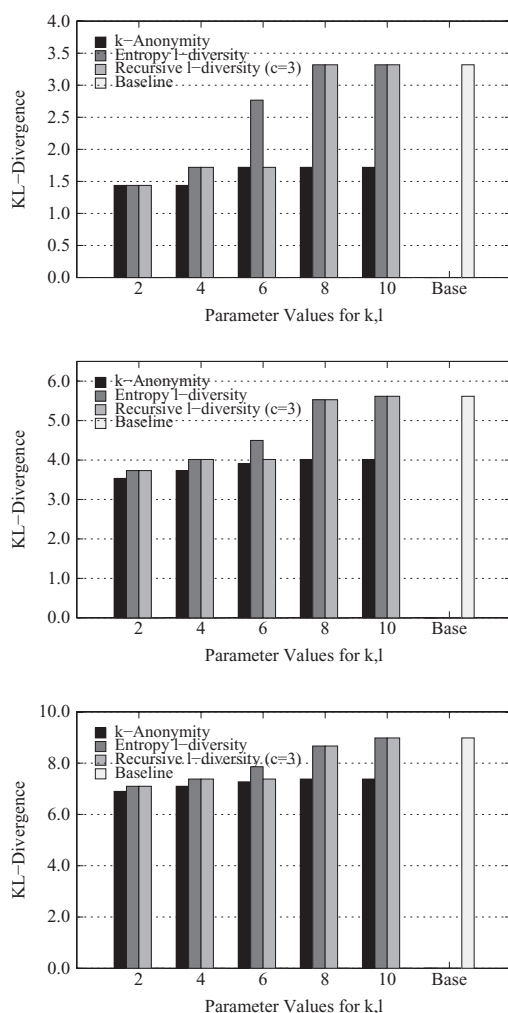 4.0
k−Anonymity
3.5
Entropy l−diversity
Recursive l−diversity (c=3)
3.0
Baseline
2.5
2.0
1.5
1.0
0.5
0.0
KL−Divergence
2 4 6 8 10 Base
Parameter Values for k,l
6.0
k−Anonymity
Entropy l−diversity
Recursive l−diversity (c=3)
5.0
Baseline
4.0
3.0
2.0
1.0
0.0
KL−Divergence
2 4 6 8 10 Base
Parameter Values for k,l
10.0
k−Anonymity
Entropy l−diversity
8.0
Recursive l−diversity (c=3)
Baseline
6.0
4.0
2.0
0.0
KL−Divergence
2 4 6 8 10 Base
Parameter Values for k,l